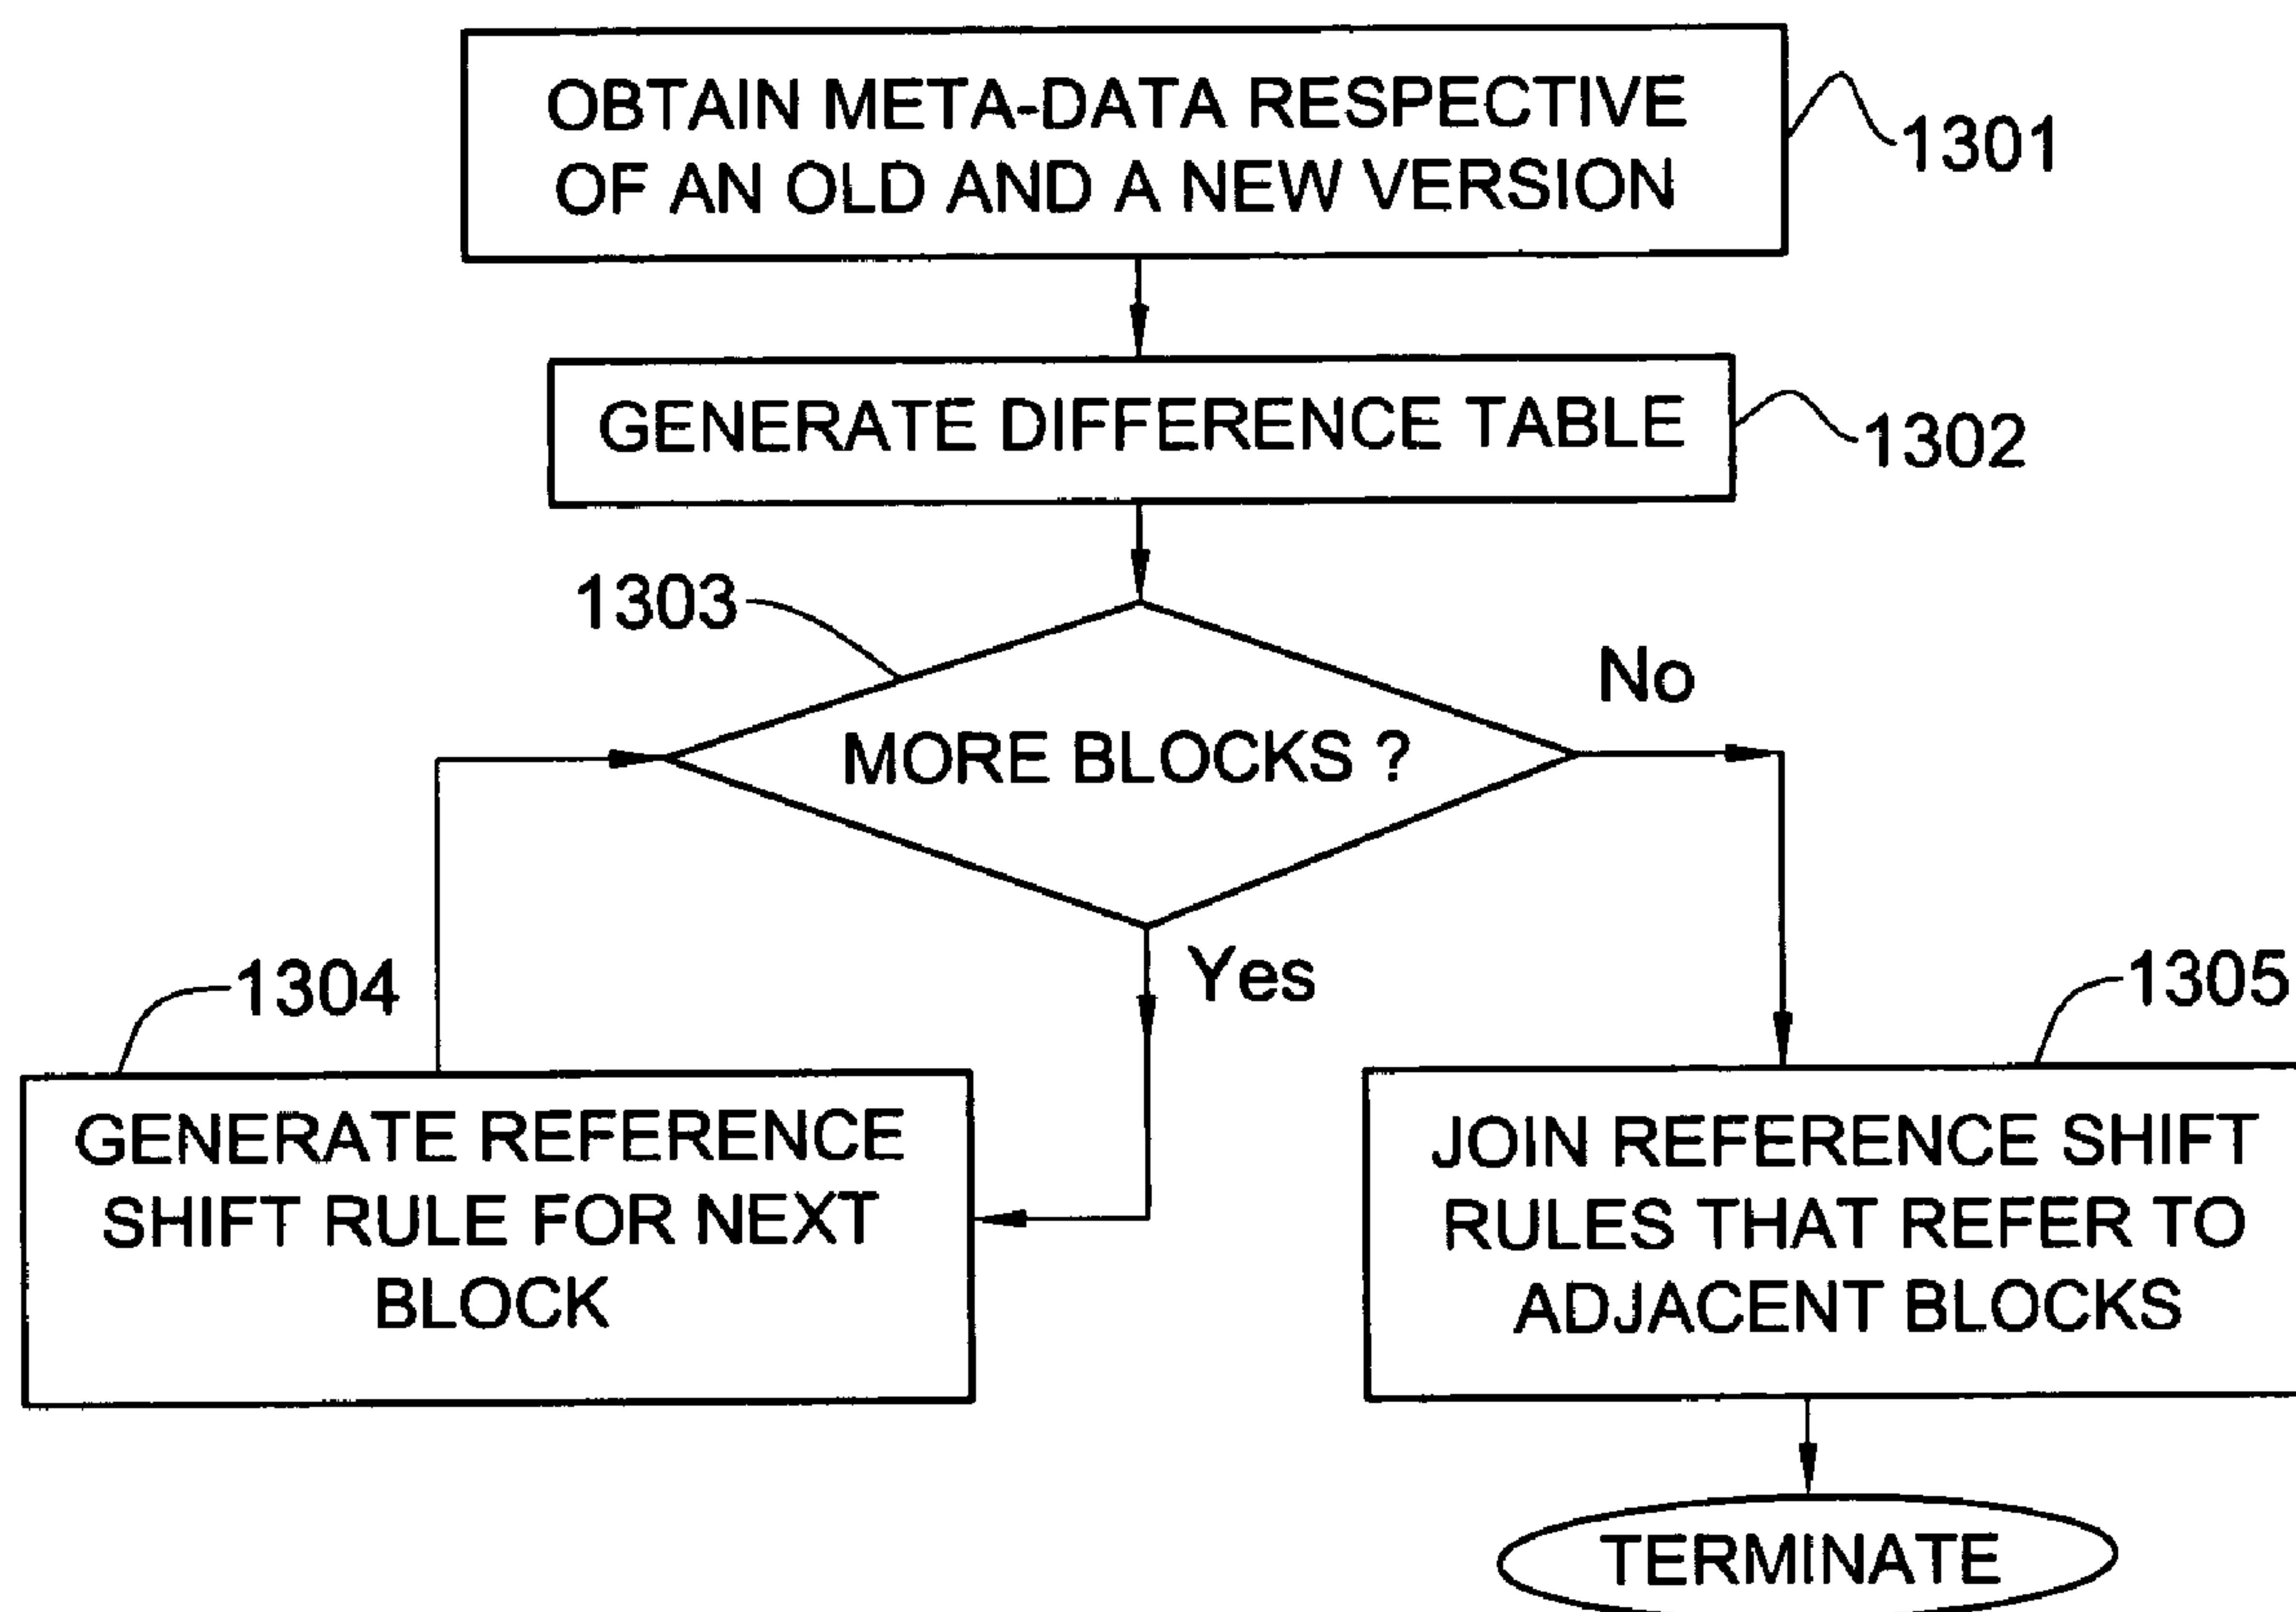 OBTAIN META-DATA RESPECTIVE
OF AN OLD AND A NEW VERSION
1301
GENERATE DIFFERENCE TABLE
1302
1303
No
MORE BLOCKS ?
Yes
1304
1305
GENERATE REFERENCE
SHIFT RULE FOR NEXT
BLOCK
JOIN REFERENCE SHIFT
RULES THAT REFER TO
ADJACENT BLOCKS
TERMINATE